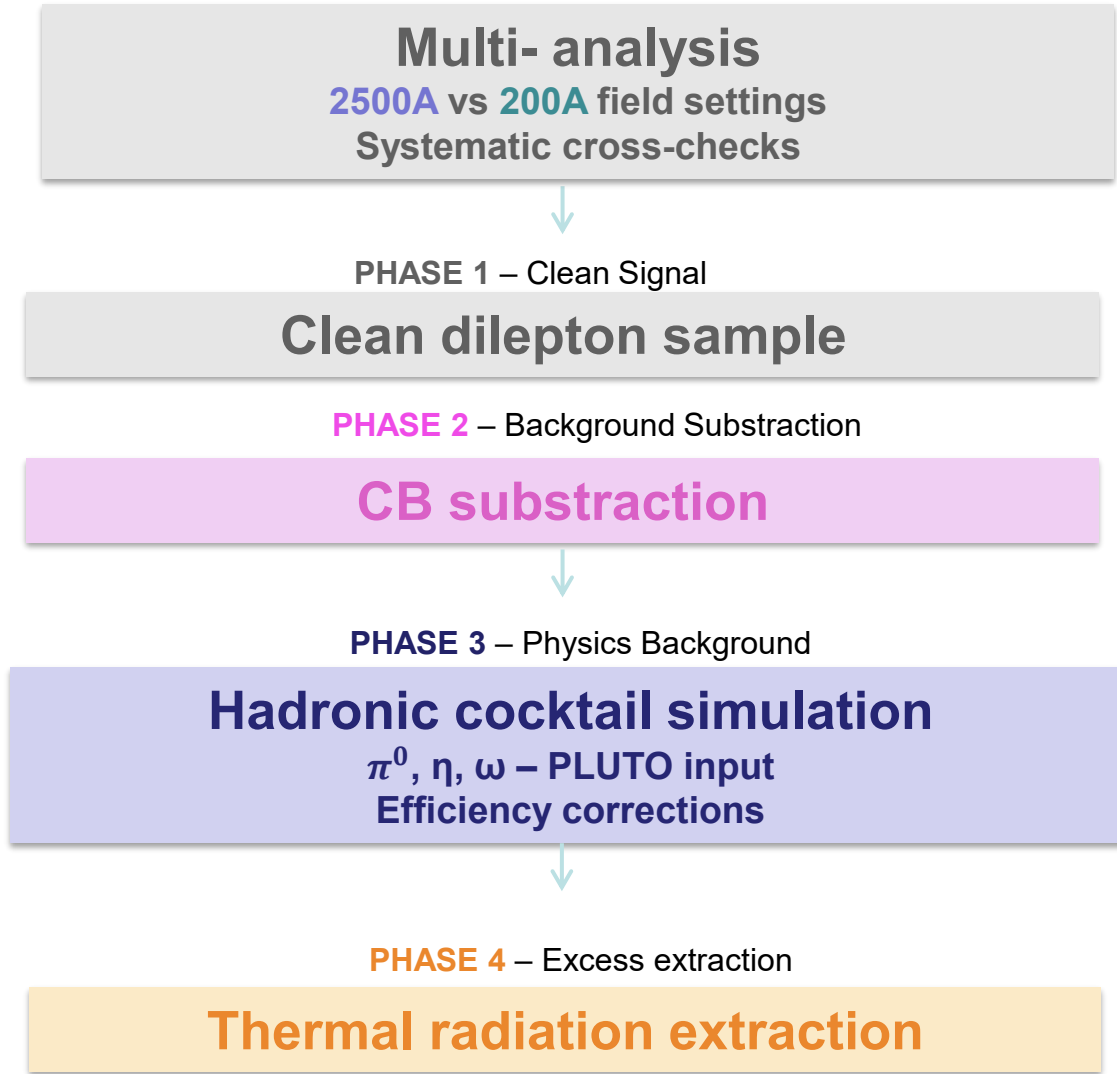 Multi- analysis
2500A vs 200A field settings
Systematic cross-checks
PHASE 1 – Clean Signal
Clean dilepton sample
PHASE 2 – Background Substraction
CB substraction
PHASE 3 – Physics Background
Hadronic cocktail simulation
π⁰, η, ω – PLUTO input
Efficiency corrections
PHASE 4 – Excess extraction
Thermal radiation extraction